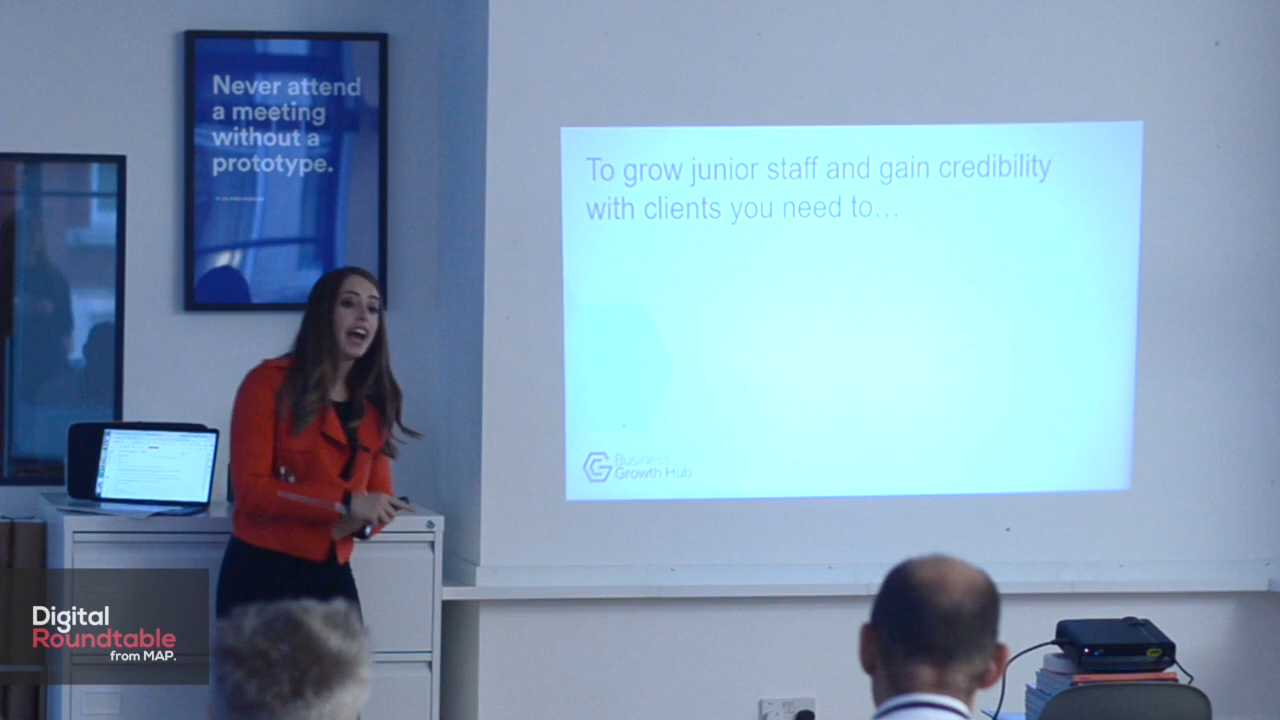 Never attend
a meeting
without a
prototype.
To grow junior staff and gain credibility
with clients you need to…
Business
Growth Hub
Digital
Roundtable
from MAP.